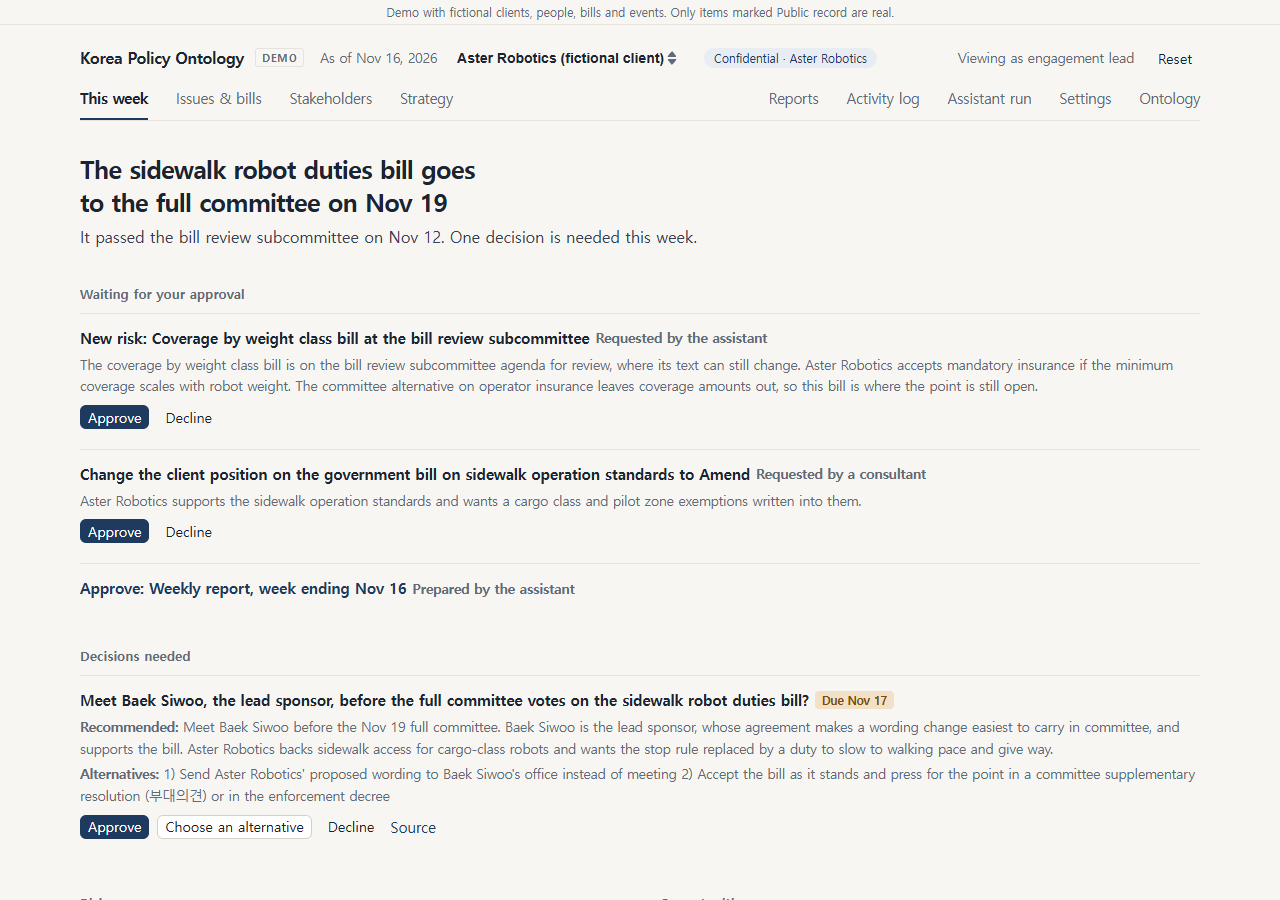 Demo with fictional clients, people, bills and events. Only items marked Public record are real.
Korea Policy Ontology DEMO As of Nov 16, 2026 Aster Robotics (fictional client) Confidential · Aster Robotics Viewing as engagement lead Reset
This week Issues & bills Stakeholders Strategy Reports Activity log Assistant run Settings Ontology
The sidewalk robot duties bill goes
to the full committee on Nov 19
It passed the bill review subcommittee on Nov 12. One decision is needed this week.
Waiting for your approval
New risk: Coverage by weight class bill at the bill review subcommittee Requested by the assistant
The coverage by weight class bill is on the bill review subcommittee agenda for review, where its text can still change. Aster Robotics accepts mandatory insurance if the minimum
coverage scales with robot weight. The committee alternative on operator insurance leaves coverage amounts out, so this bill is where the point is still open.
Approve Decline
Change the client position on the government bill on sidewalk operation standards to Amend Requested by a consultant
Aster Robotics supports the sidewalk operation standards and wants a cargo class and pilot zone exemptions written into them.
Approve Decline
Approve: Weekly report, week ending Nov 16 Prepared by the assistant
Decisions needed
Meet Baek Siwoo, the lead sponsor, before the full committee votes on the sidewalk robot duties bill? Due Nov 17
Recommended: Meet Baek Siwoo before the Nov 19 full committee. Baek Siwoo is the lead sponsor, whose agreement makes a wording change easiest to carry in committee, and
supports the bill. Aster Robotics backs sidewalk access for cargo-class robots and wants the stop rule replaced by a duty to slow to walking pace and give way.
Alternatives: 1) Send Aster Robotics' proposed wording to Baek Siwoo's office instead of meeting 2) Accept the bill as it stands and press for the point in a committee supplementary
resolution (부대의견) or in the enforcement decree
Approve Choose an alternative Decline Source